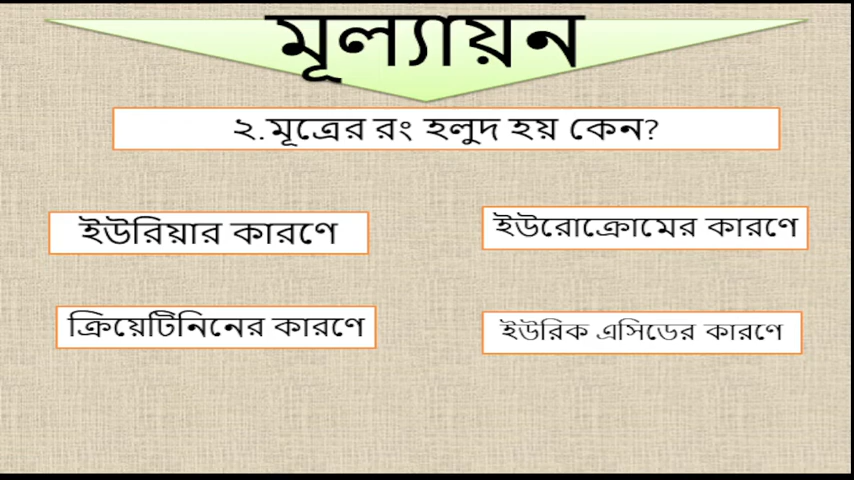 মূল্যায়ন
২.মূত্রের রং হলুদ হয় কেন?
ইউরিয়ার কারণে
ইউরোক্রোমের কারণে
ক্রিয়েটিনিনের কারণে
ইউরিক এসিডের কারণে